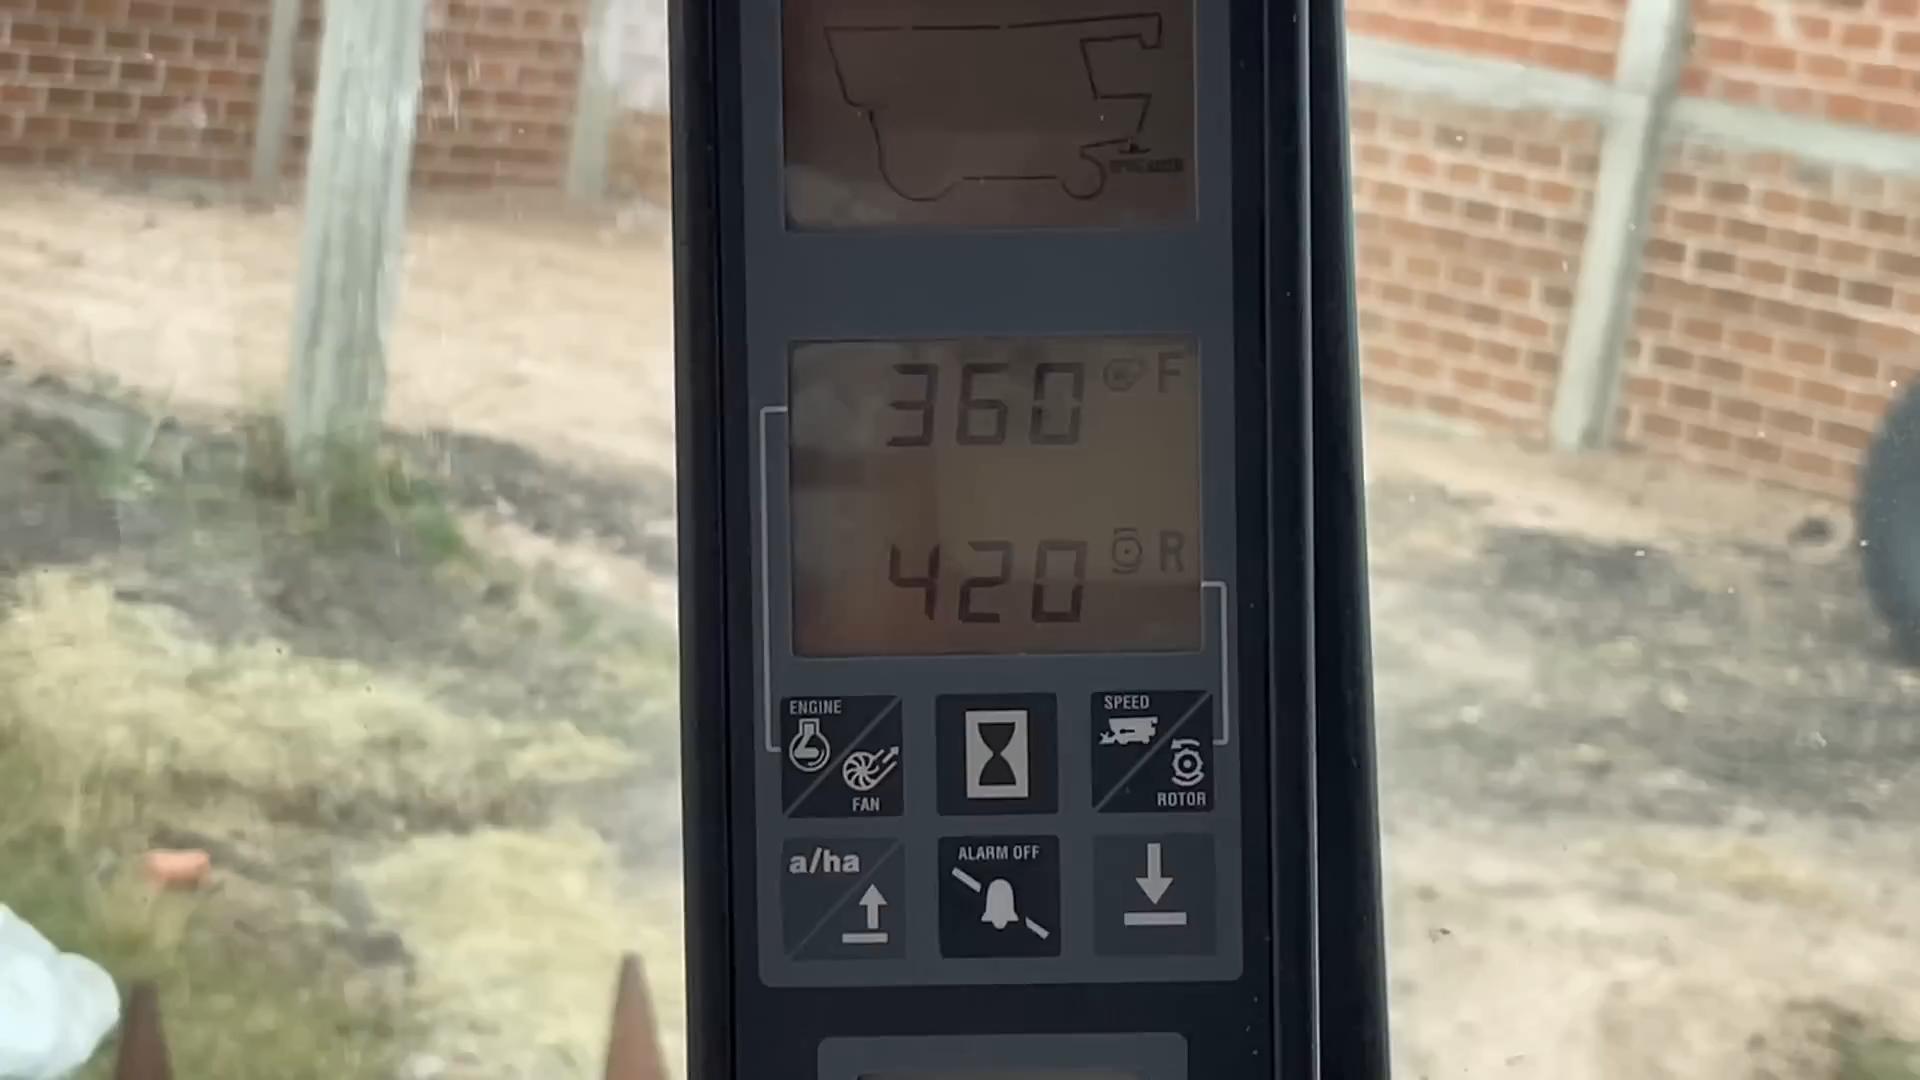 SPREADER
360 F
420 R
ENGINE
FAN
SPEED
ROTOR
a/ha
ALARM OFF